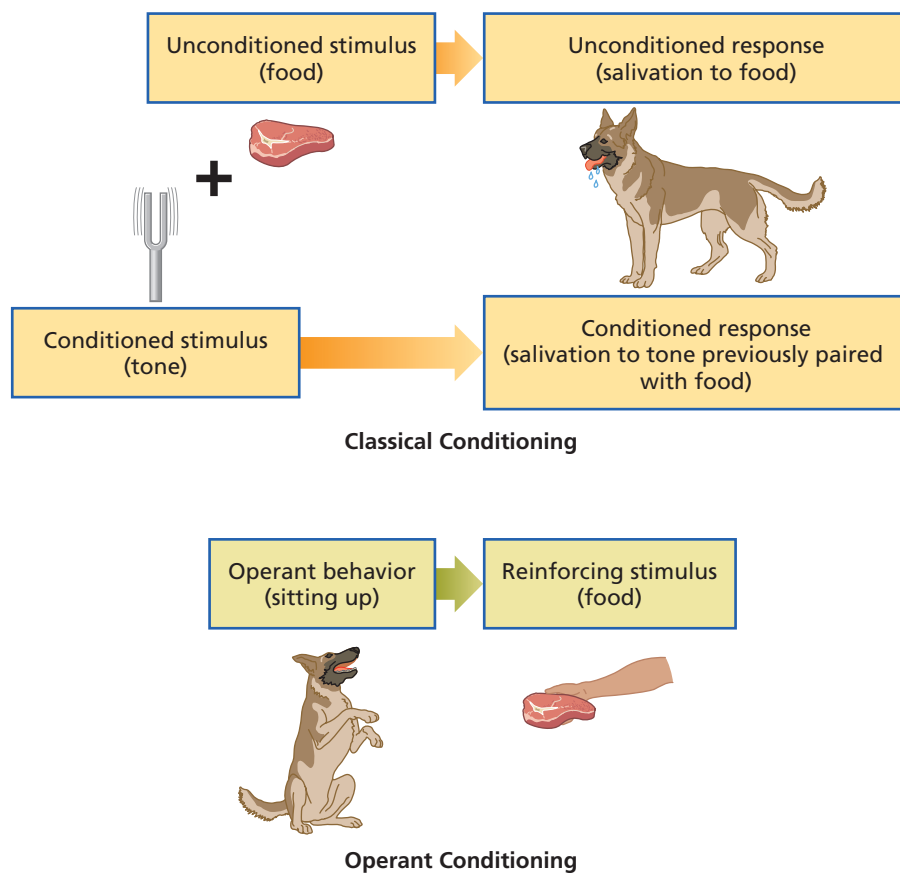 Unconditioned stimulus
(food)
Unconditioned response
(salivation to food)
Conditioned stimulus
(tone)
Conditioned response
(salivation to tone previously paired
with food)
Classical Conditioning
Operant behavior
(sitting up)
Reinforcing stimulus
(food)
Operant Conditioning